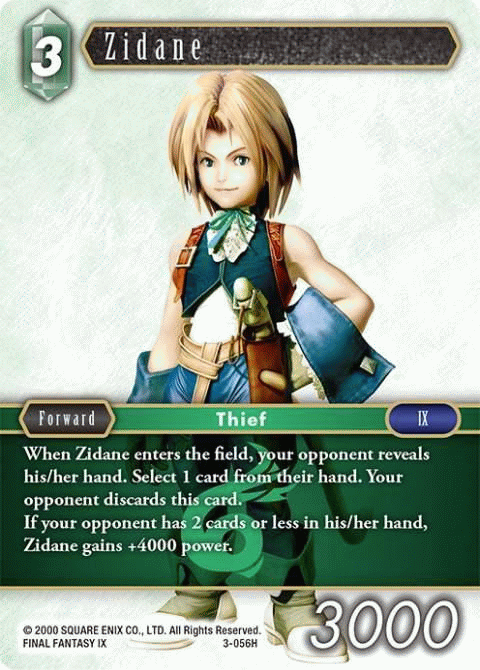 3
Zidane
Forward
Thief
IX
When Zidane enters the field, your opponent reveals
his/her hand. Select 1 card from their hand. Your
opponent discards this card.
If your opponent has 2 cards or less in his/her hand,
Zidane gains +4000 power.
© 2000 SQUARE ENIX CO., LTD. All Rights Reserved.
FINAL FANTASY IX
3-056H
3000